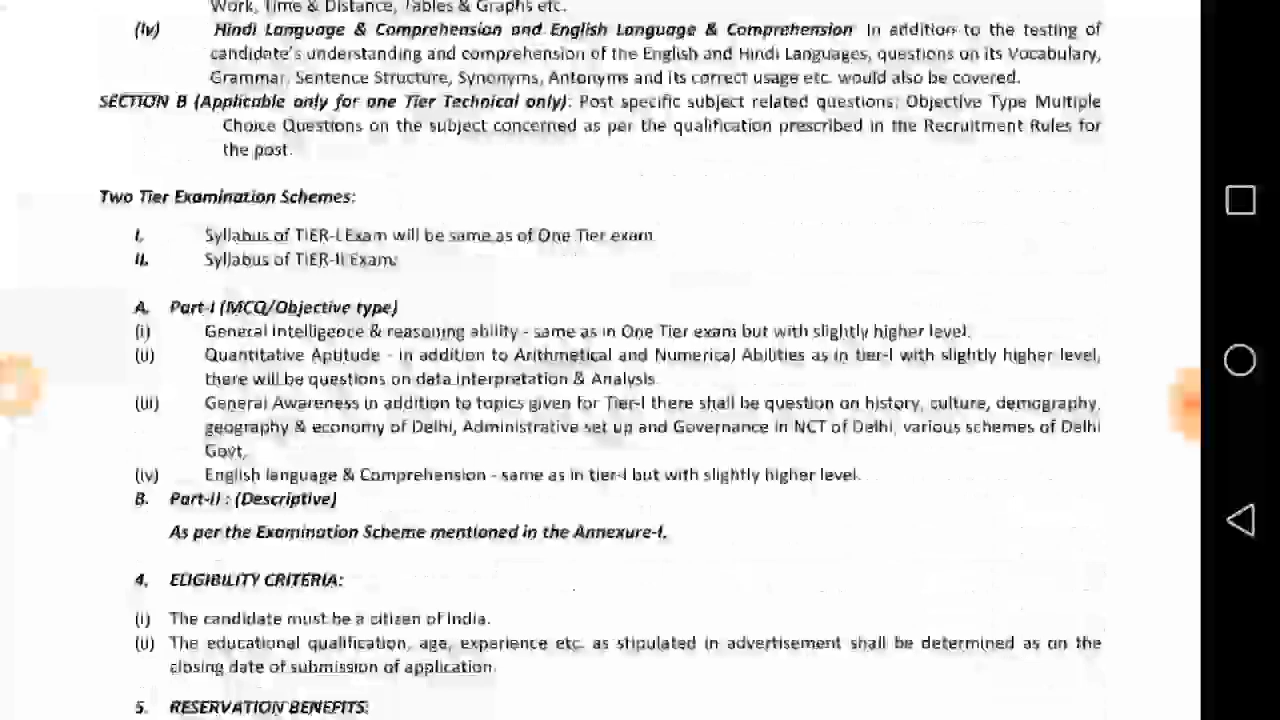 Work, Time & Distance, Tables & Graphs etc.
(iv) Hindi Language & Comprehension and English Language & Comprehension In addition to the testing of
candidate's understanding and comprehension of the English and Hindi Languages, questions on its Vocabulary,
Grammar, Sentence Structure, Synonyms, Antonyms and its correct usage etc. would also be covered.
SECTION B (Applicable only for one Tier Technical only): Post specific subject related questions: Objective Type Multiple
Choice Questions on the subject concerned as per the qualification prescribed in the Recruitment Rules for
the post.
Two Tier Examination Schemes:
I. Syllabus of TIER-I Exam will be same as of One Tier exam
II. Syllabus of TIER-II Exam:
A. Part-I (MCQ/Objective type)
(i) General intelligence & reasoning ability - same as in One Tier exam but with slightly higher level.
(ii) Quantitative Aptitude - in addition to Arithmetical and Numerical Abilities as in tier-I with slightly higher level,
there will be questions on data interpretation & Analysis.
(iii) General Awareness in addition to topics given for Tier-I there shall be question on history, culture, demography,
geography & economy of Delhi, Administrative set up and Governance in NCT of Delhi, various schemes of Delhi
Govt.
(iv) English language & Comprehension - same as in tier-I but with slightly higher level.
B. Part-II : (Descriptive)
As per the Examination Scheme mentioned in the Annexure-I.
4. ELIGIBILITY CRITERIA:
(i) The candidate must be a citizen of India.
(ii) The educational qualification, age, experience etc. as stipulated in advertisement shall be determined as on the
closing date of submission of application.
5. RESERVATION BENEFITS: